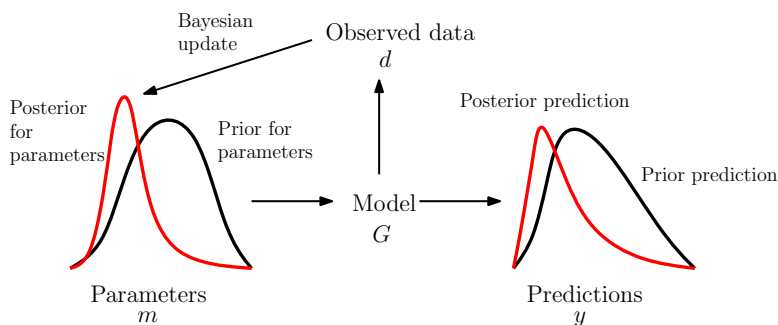 Bayesian
update
Observed data
d
Posterior
for
parameters
Prior for
parameters
Posterior prediction
Prior prediction
Model
G
Parameters
m
Predictions
y